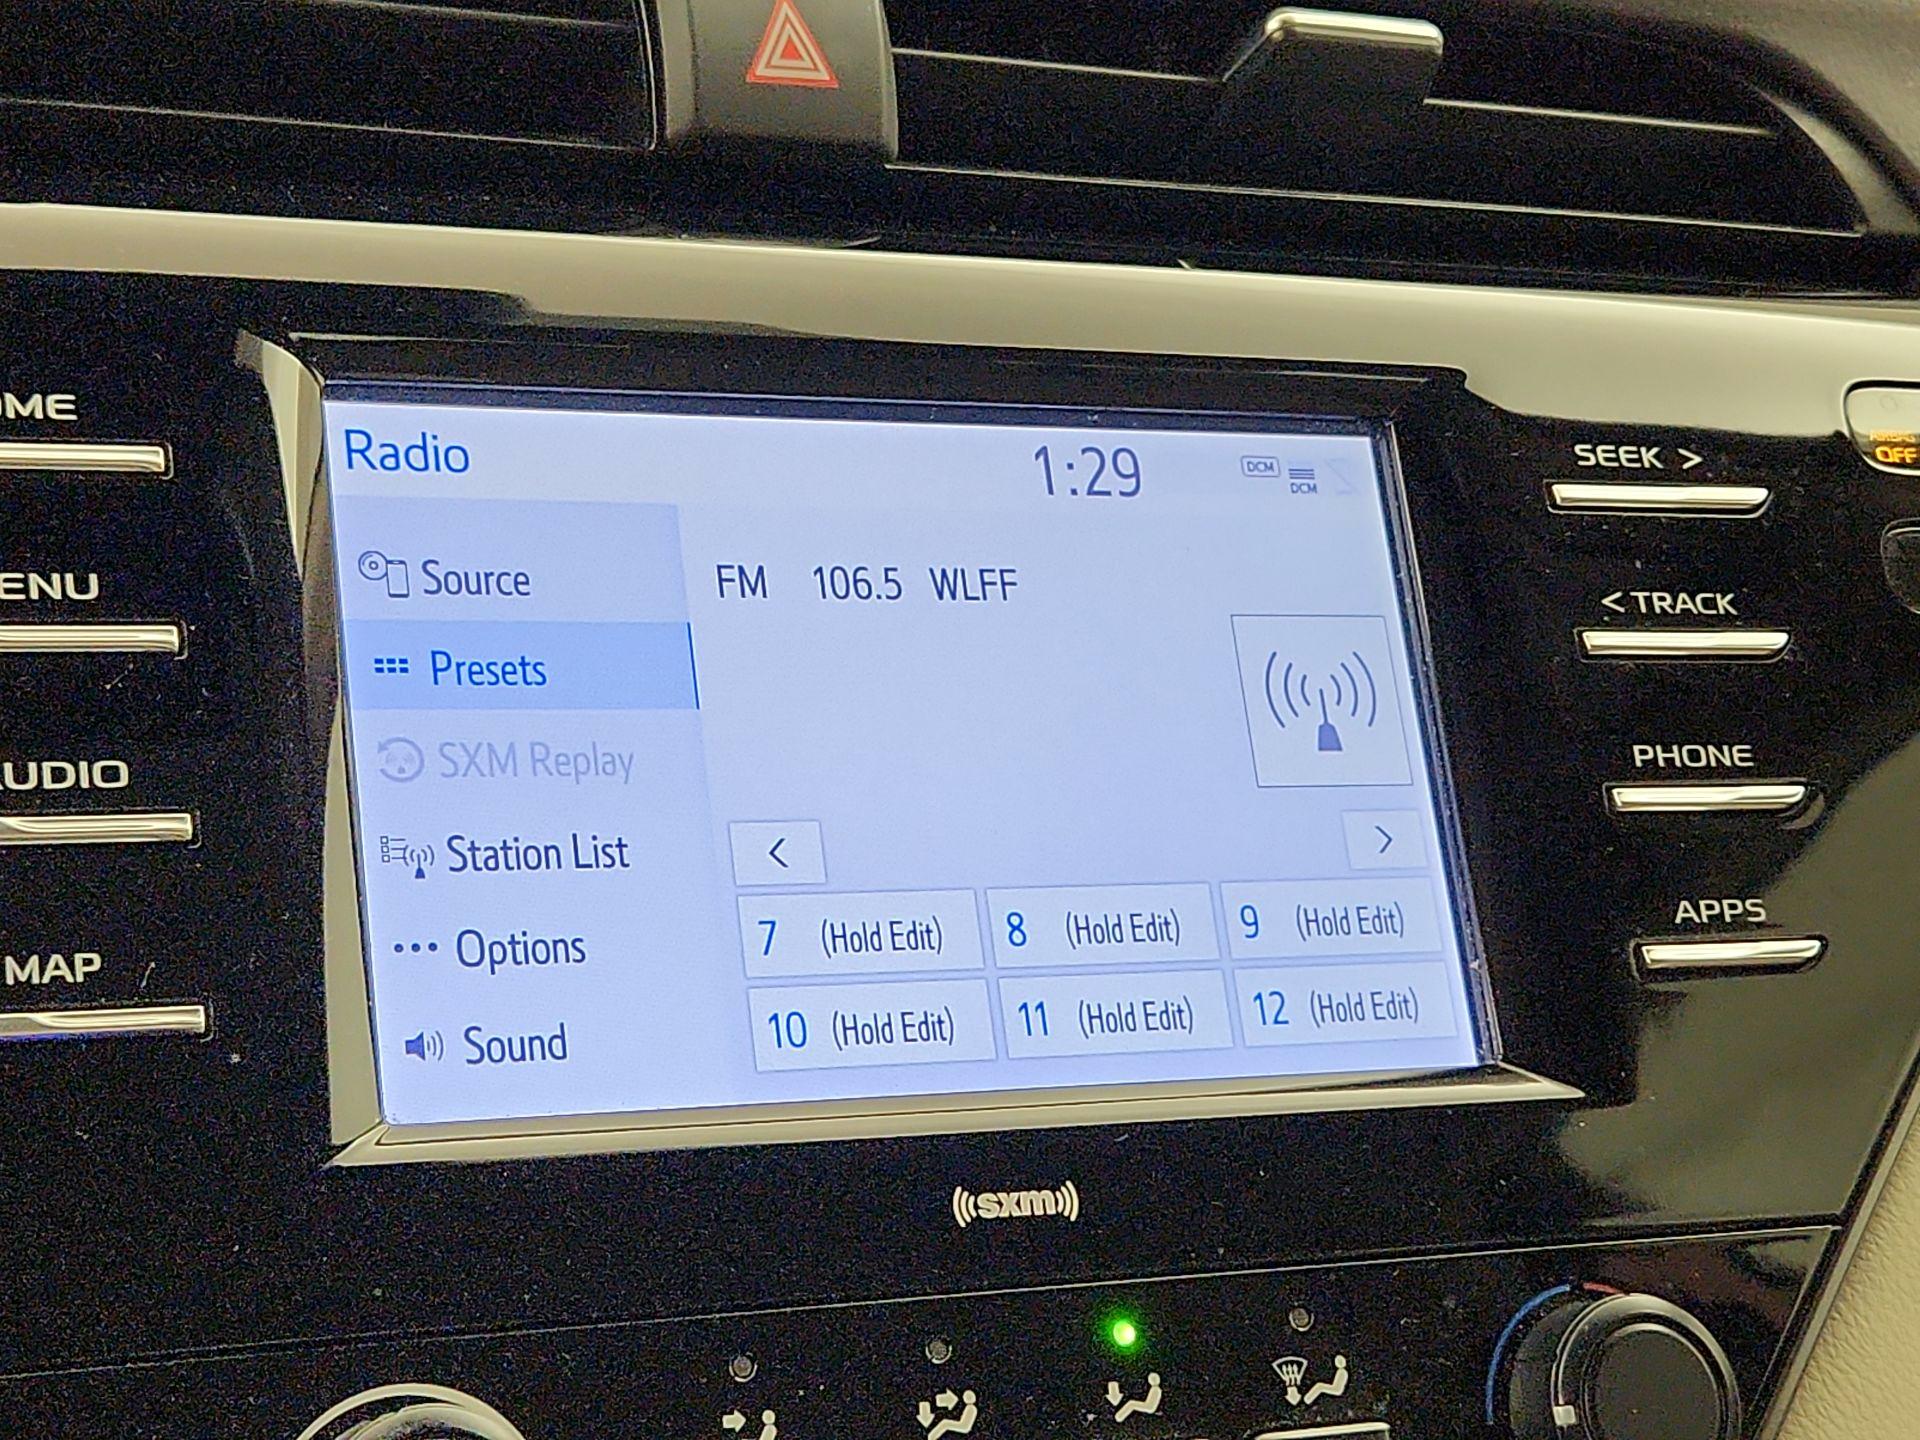 OME
ENU
UDIO
MAP
Radio
1:29
DCM
DCM
Source
Presets
SXM Replay
Station List
Options
Sound
FM 106.5 WLFF
<
>
7 (Hold Edit)
8 (Hold Edit)
9 (Hold Edit)
10 (Hold Edit)
11 (Hold Edit)
12 (Hold Edit)
SEEK >
< TRACK
PHONE
APPS
OFF
((sxm))